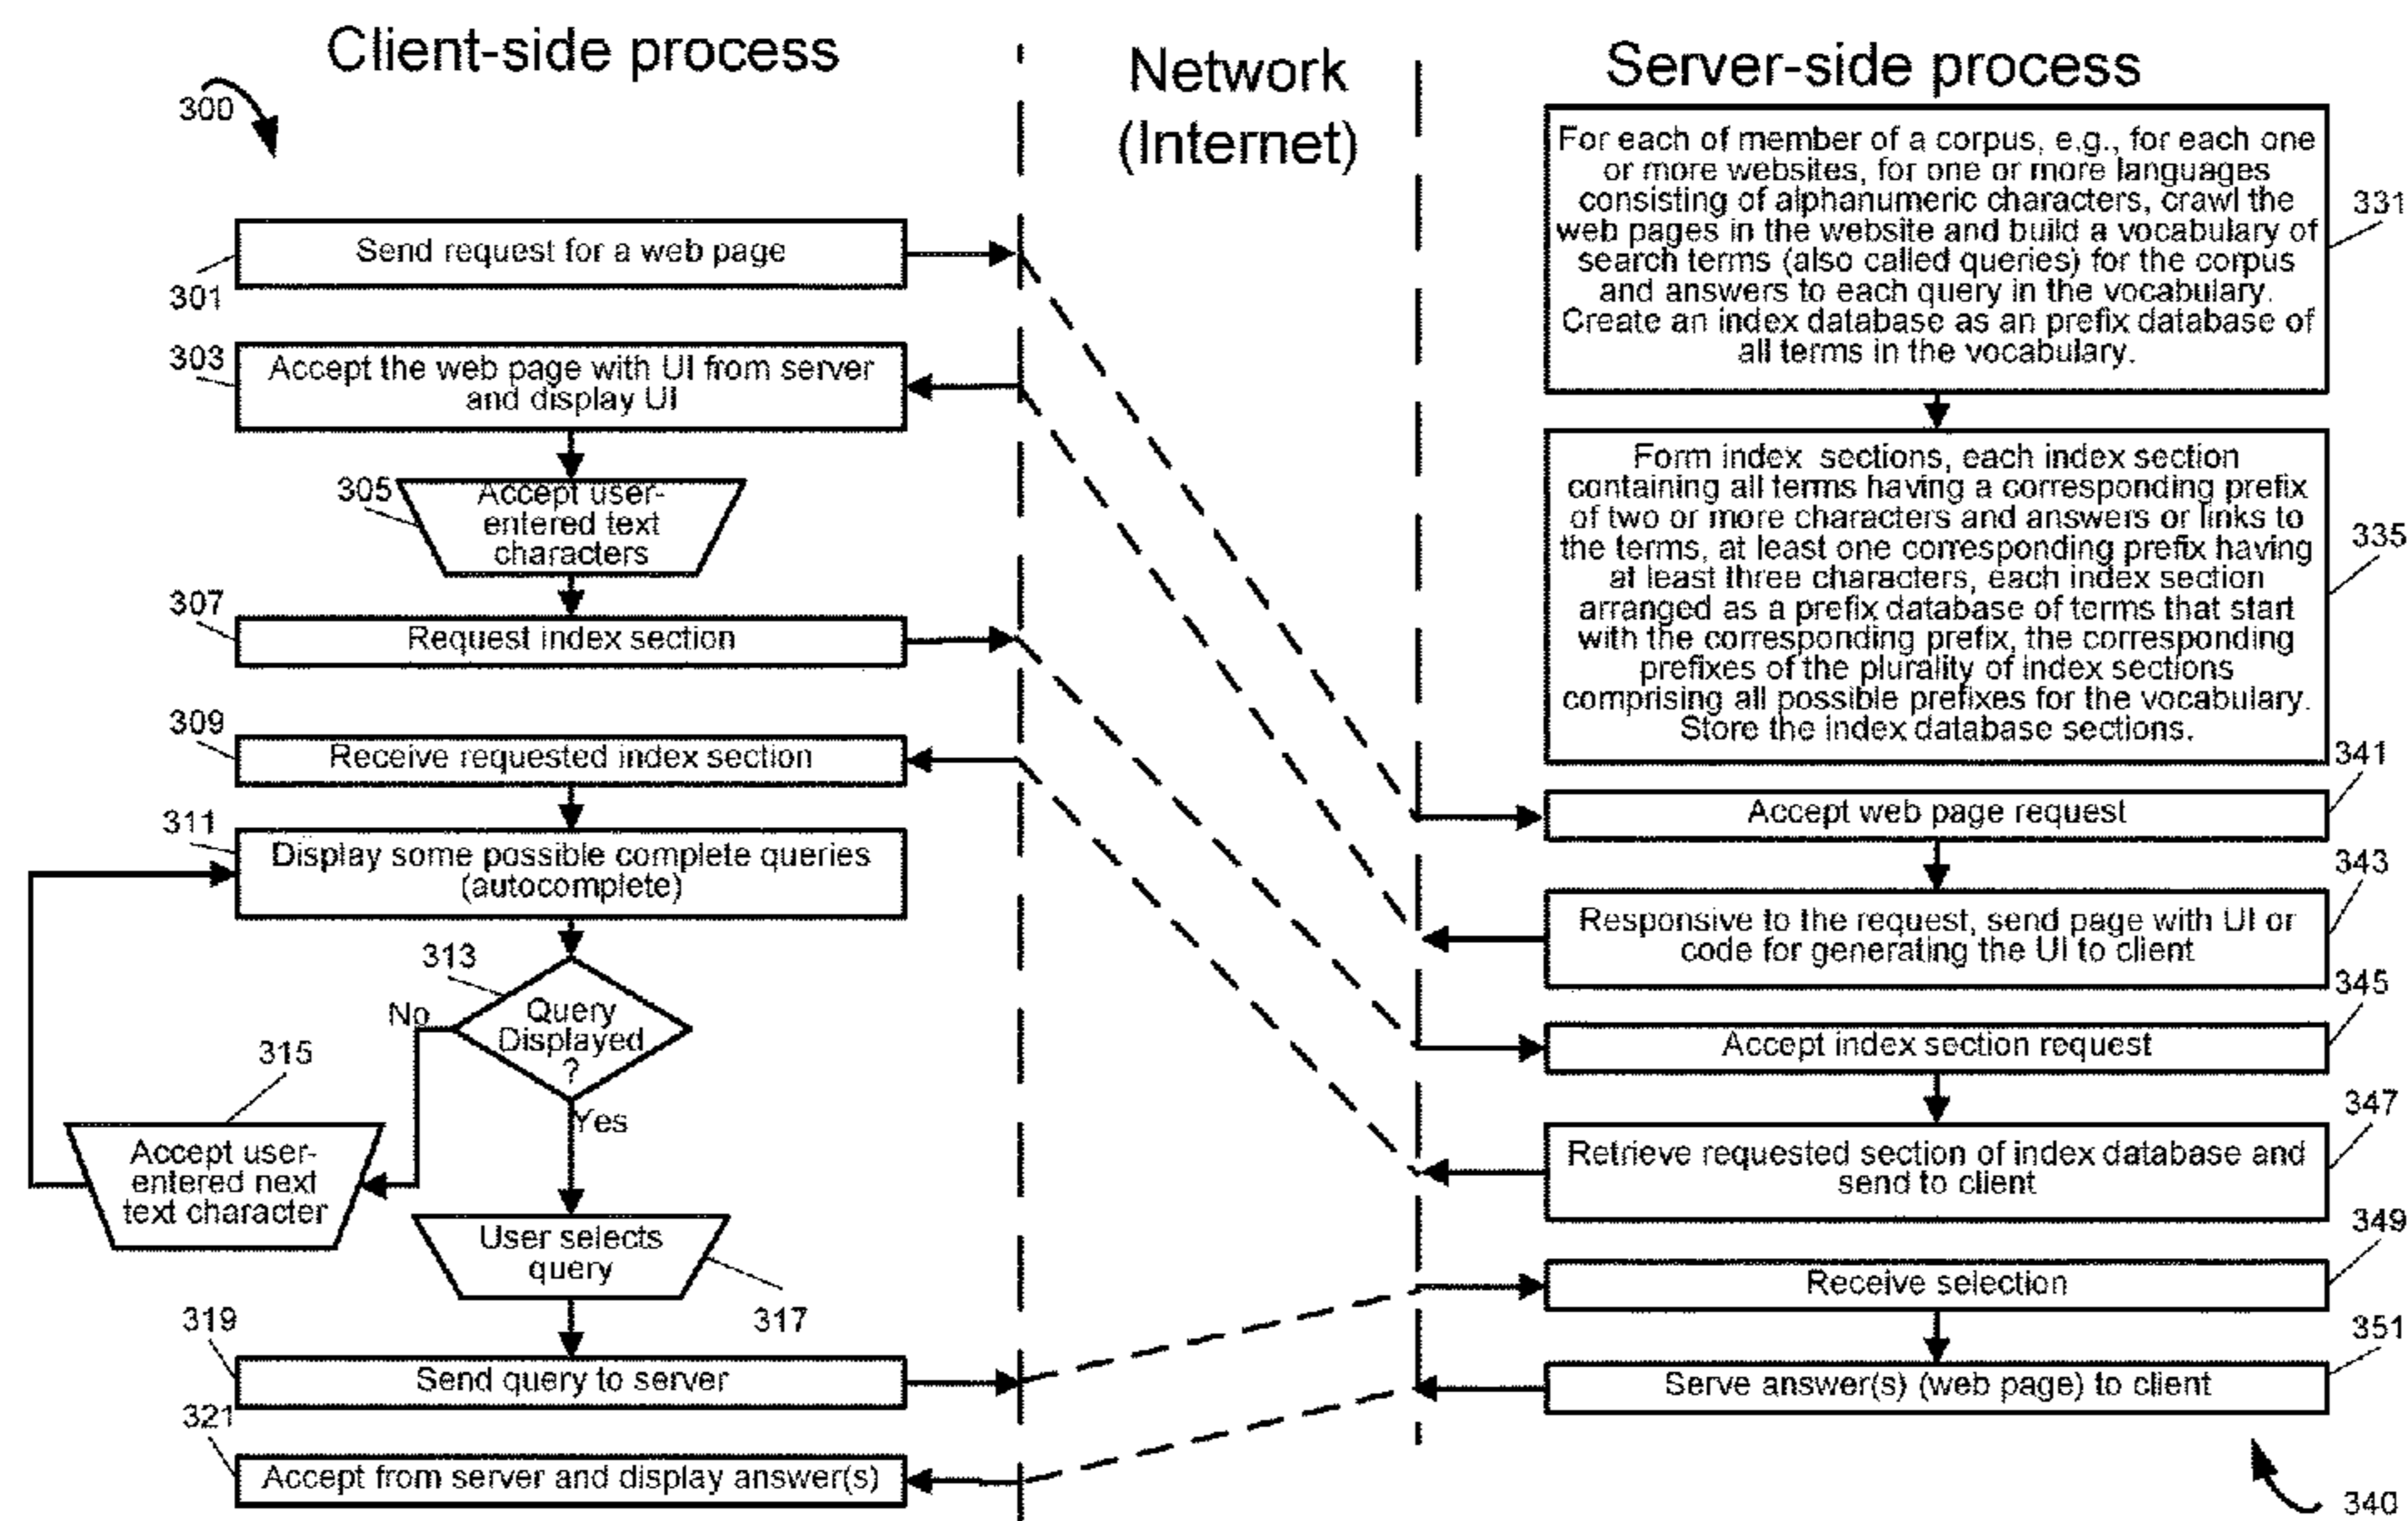 Client-side process
300
Send request for a web page
301
303
Accept the web page with UI from server
and display UI
305
Accept user-
entered text
characters
307
Request index section
309
Receive requested index section
311
Display some possible complete queries
(autocomplete)
313
Query
Displayed
?
No
Yes
315
Accept user-
entered next
text character
User selects
query
317
319
Send query to server
321
Accept from server and display answer(s)
Network
(Internet)
Server-side process
For each of member of a corpus, e.g., for each one
or more websites, for one or more languages
consisting of alphanumeric characters, crawl the
web pages in the website and build a vocabulary of
search terms (also called queries) for the corpus
and answers to each query in the vocabulary.
Create an index database as an prefix database of
all terms in the vocabulary.
331
Form index sections, each index section
containing all terms having a corresponding prefix
of two or more characters and answers or links to
the terms, at least one corresponding prefix having
at least three characters, each index section
arranged as a prefix database of terms that start
with the corresponding prefix, the corresponding
prefixes of the plurality of index sections
comprising all possible prefixes for the vocabulary.
Store the index database sections.
335
341
Accept web page request
343
Responsive to the request, send page with UI or
code for generating the UI to client
345
Accept index section request
347
Retrieve requested section of index database and
send to client
349
Receive selection
351
Serve answer(s) (web page) to client
340